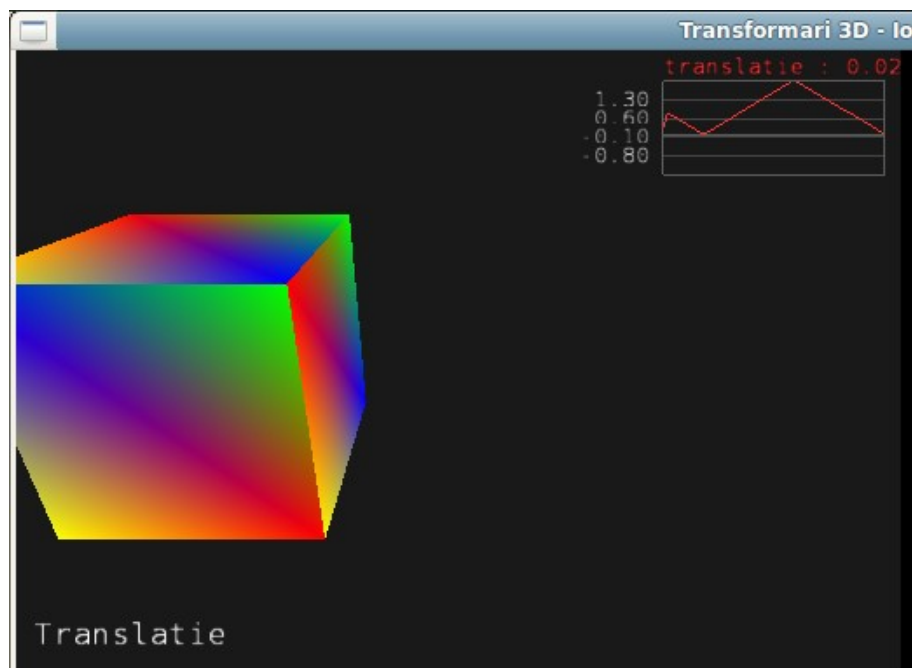 Transformari 3D - Io
translatie : 0.02
1.30
0.60
-0.10
-0.80
Translatie